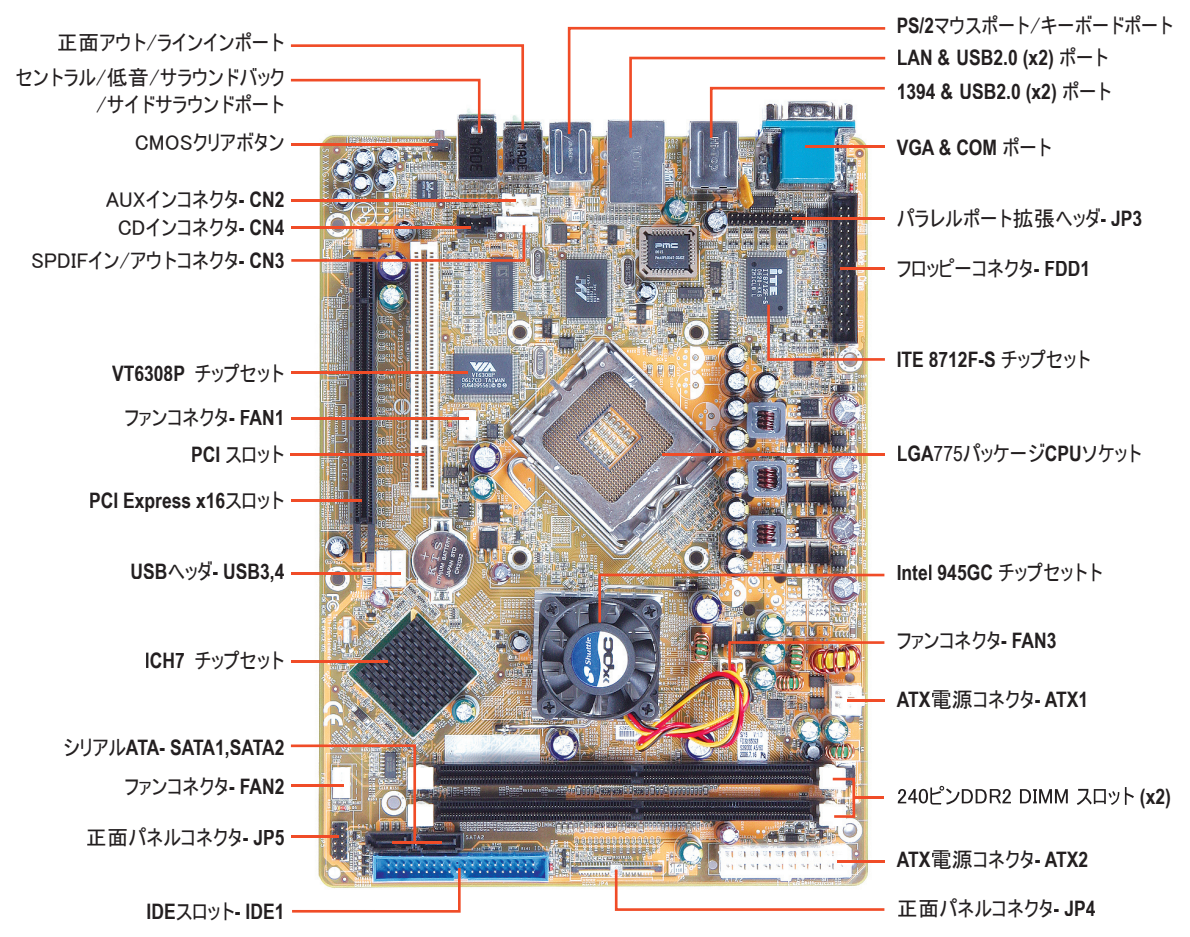 正面アウト/ラインインポート
セントラル/低音/サラウンドバック
/サイドサラウンドポート
CMOSクリアボタン
AUXインコネクタ- CN2
CDインコネクタ- CN4
SPDIFイン/アウトコネクタ- CN3
VT6308P チップセット
ファンコネクタ- FAN1
PCI スロット
PCI Express x16スロット
USBヘッダ- USB3,4
ICH7 チップセット
シリアルATA- SATA1,SATA2
ファンコネクタ- FAN2
正面パネルコネクタ- JP5
IDEスロット- IDE1
PS/2マウスポート/キーボードポート
LAN & USB2.0 (x2) ポート
1394 & USB2.0 (x2) ポート
VGA & COM ポート
パラレルポート拡張ヘッダ- JP3
フロッピーコネクタ- FDD1
ITE 8712F-S チップセット
LGA775パッケージCPUソケット
Intel 945GC チップセットト
ファンコネクタ- FAN3
ATX電源コネクタ- ATX1
240ピンDDR2 DIMM スロット (x2)
ATX電源コネクタ- ATX2
正面パネルコネクタ- JP4
MADE
MADE
PMC
iTE
VIA
VT6308P
Shuttle
SATA2
FC
CE